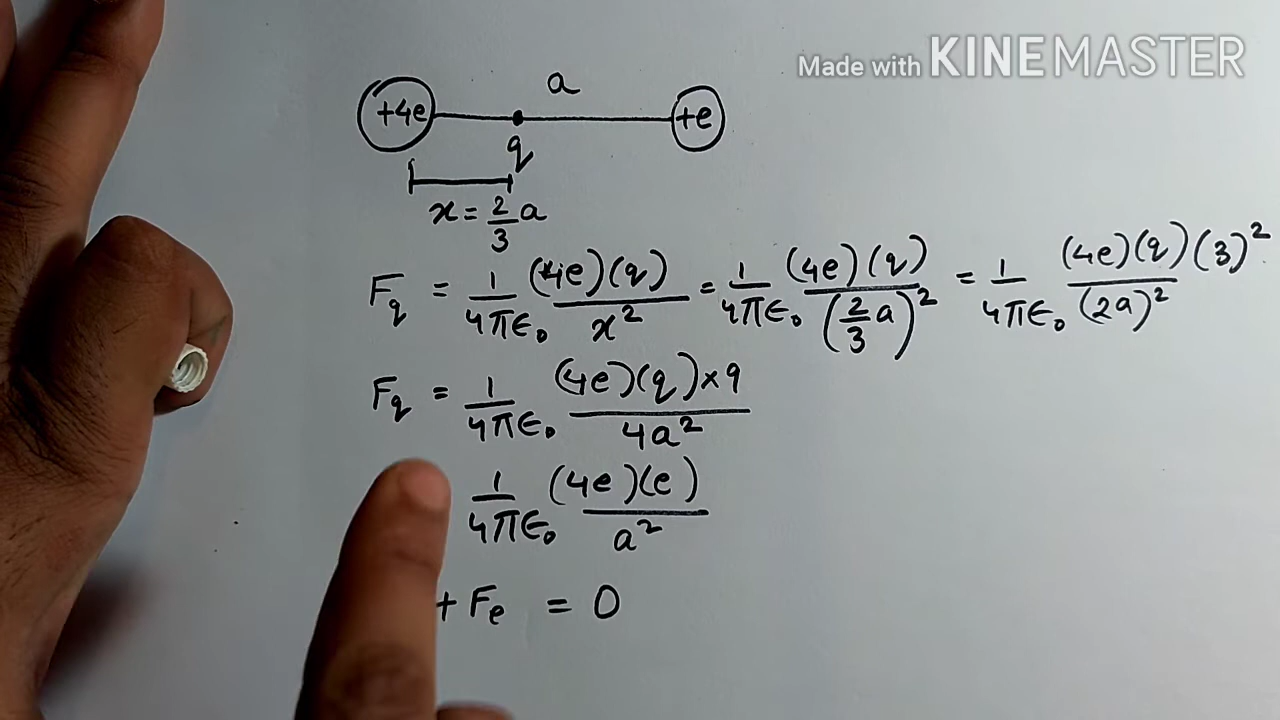 Made with KINEMASTER
a
+4e +e
q
x = 2/3 a
F_q = 1/4πϵ₀ (4e)(q)/x² = 1/4πϵ₀ (4e)(q)/(2/3 a)² = 1/4πϵ₀ (4e)(q)(3)²/(2a)²
F_q = 1/4πϵ₀ (4e)(q)×9/4a²
1/4πϵ₀ (4e)(e)/a²
+ F_e = 0